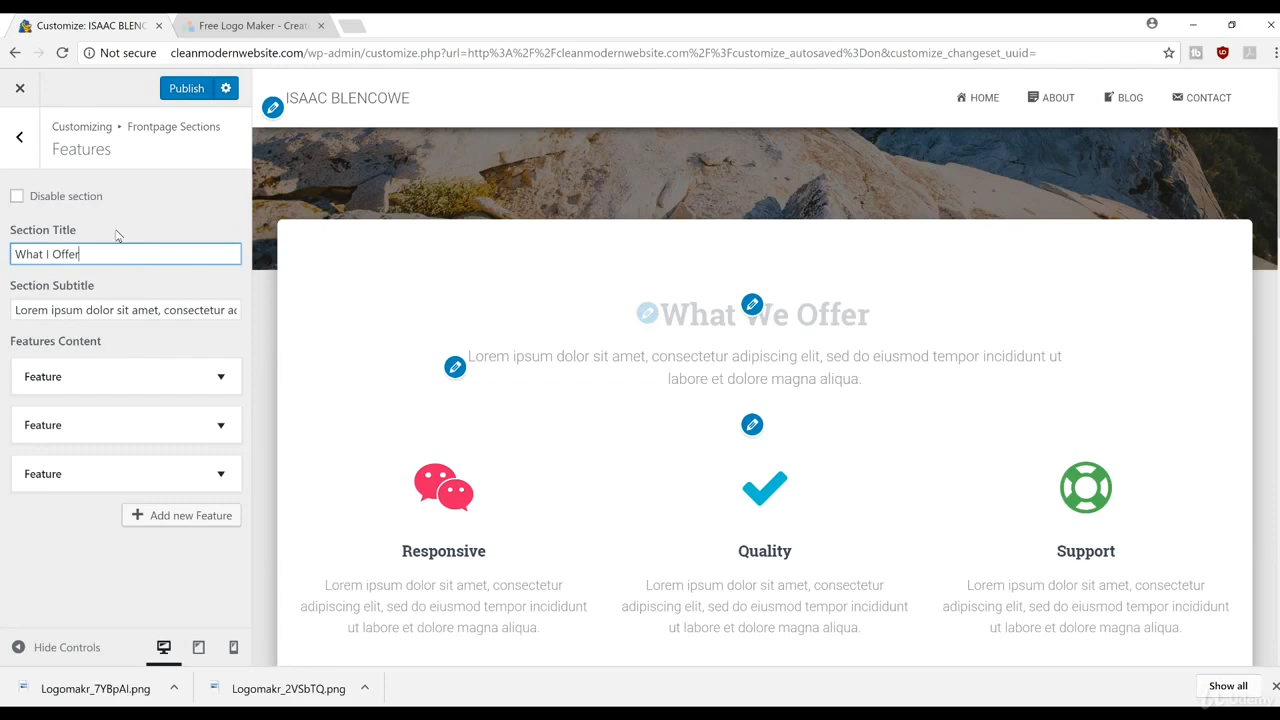 Customize: ISAAC BLENC
Free Logo Maker - Creati
Not secure
cleanmodernwebsite.com/wp-admin/customize.php?url=http%3A%2F%2Fcleanmodernwebsite.com%2F%3Fcustomize_autosaved%3Don&customize_changeset_uuid=
Publish
ISAAC BLENCOWE
HOME
ABOUT
BLOG
CONTACT
Customizing ▸ Frontpage Sections
Features
Disable section
Section Title
What I Offer
Section Subtitle
Lorem ipsum dolor sit amet, consectetur ad
Features Content
Feature
Feature
Feature
Add new Feature
What We Offer
Lorem ipsum dolor sit amet, consectetur adipiscing elit, sed do eiusmod tempor incididunt ut
labore et dolore magna aliqua.
Responsive
Quality
Support
Lorem ipsum dolor sit amet, consectetur
adipiscing elit, sed do eiusmod tempor incididunt
ut labore et dolore magna aliqua.
Lorem ipsum dolor sit amet, consectetur
adipiscing elit, sed do eiusmod tempor incididunt
ut labore et dolore magna aliqua.
Lorem ipsum dolor sit amet, consectetur
adipiscing elit, sed do eiusmod tempor incididunt
ut labore et dolore magna aliqua.
Hide Controls
Logomakr_7YBpAl.png
Logomakr_2VSbTQ.png
Show all
Udemy